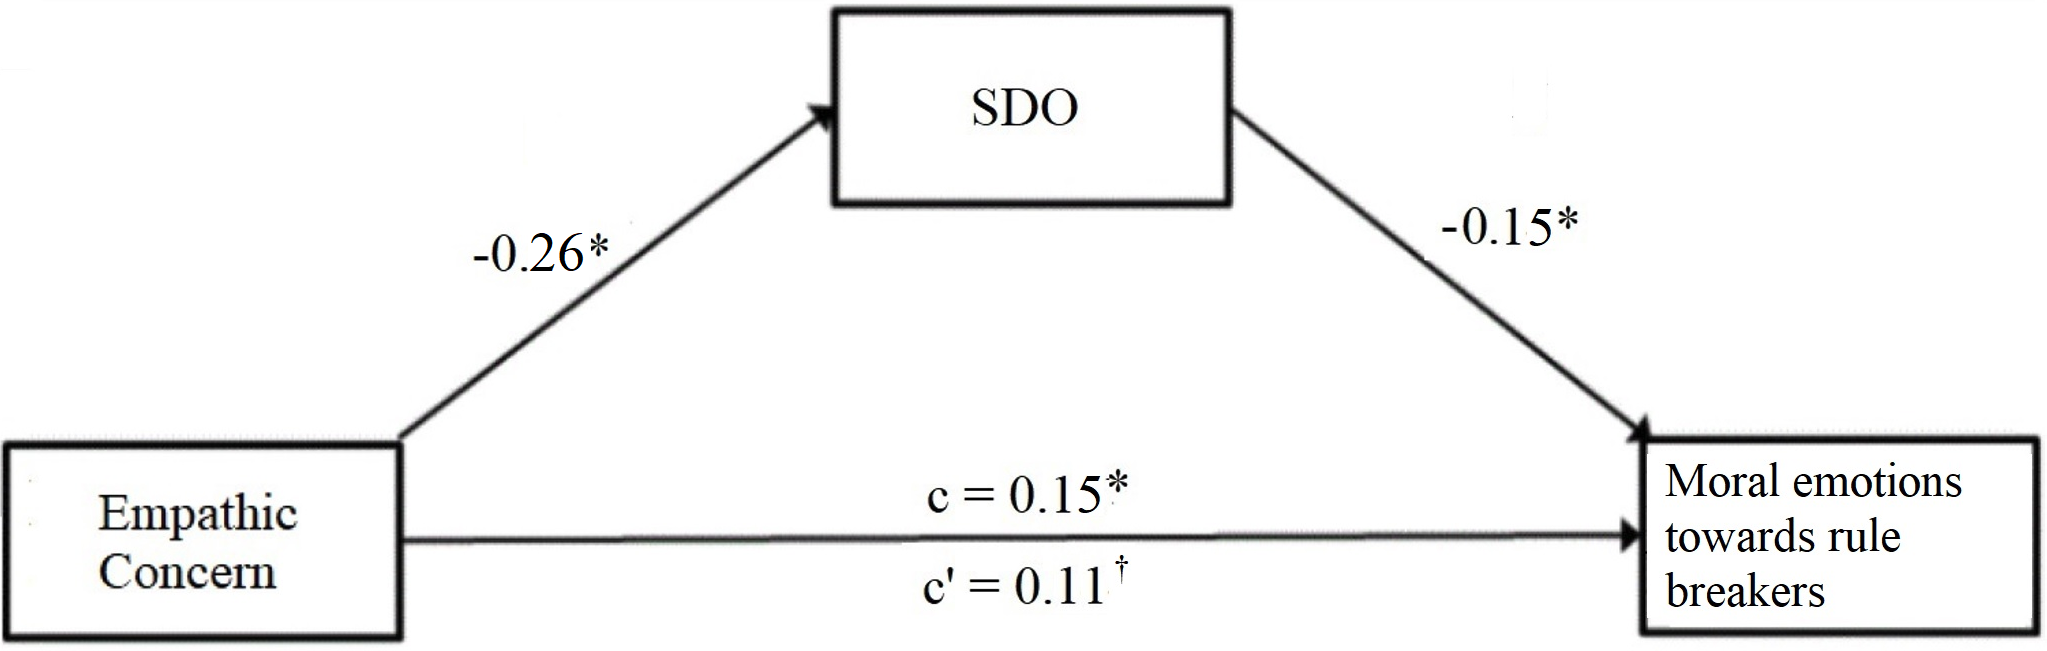 SDO
-0.26*
-0.15*
Empathic
Concern
c = 0.15*
c' = 0.11†
Moral emotions
towards rule
breakers